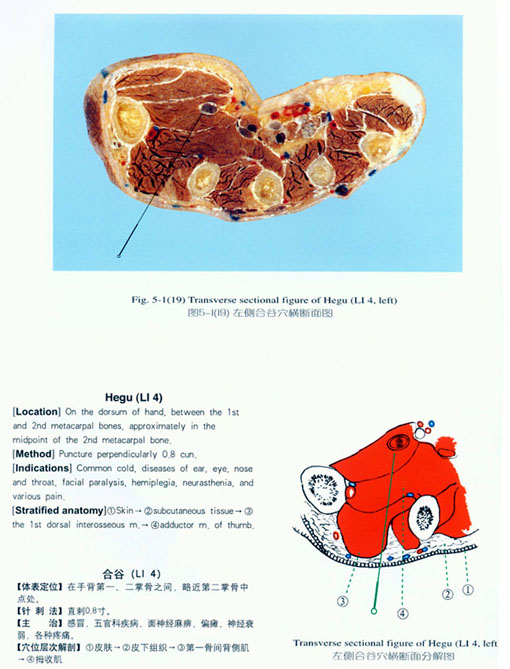 Fig. 5-1(19) Transverse sectional figure of Hegu (LI 4, left)
图5-1(19) 左侧合谷穴横断面图
Hegu (LI 4)
[Location] On the dorsum of hand, between the 1st
and 2nd metacarpal bones, approximately in the
midpoint of the 2nd metacarpal bone.
[Method] Puncture perpendicularly 0.8 cun.
[Indications] Common cold, diseases of ear, eye, nose
and throat, facial paralysis, hemiplegia, neurasthenia, and
various pain.
[Stratified anatomy]①Skin→②subcutaneous tissue→③
the 1st dorsal interosseous m.→④adductor m. of thumb.
合谷 (LI 4)
【体表定位】在手背第一、二掌骨之间, 略近第二掌骨中
点处。
【针 刺 法】直刺0.8寸。
【主 治】感冒, 五官科疾病, 面神经麻痹, 偏瘫, 神经衰
弱, 各种疼痛。
【穴位层次解剖】①皮肤→②皮下组织→③第一骨间背侧肌
→④拇收肌
③
④
②
①
Transverse sectional figure of Hegu (LI 4, left
左侧合谷穴横断面分解图